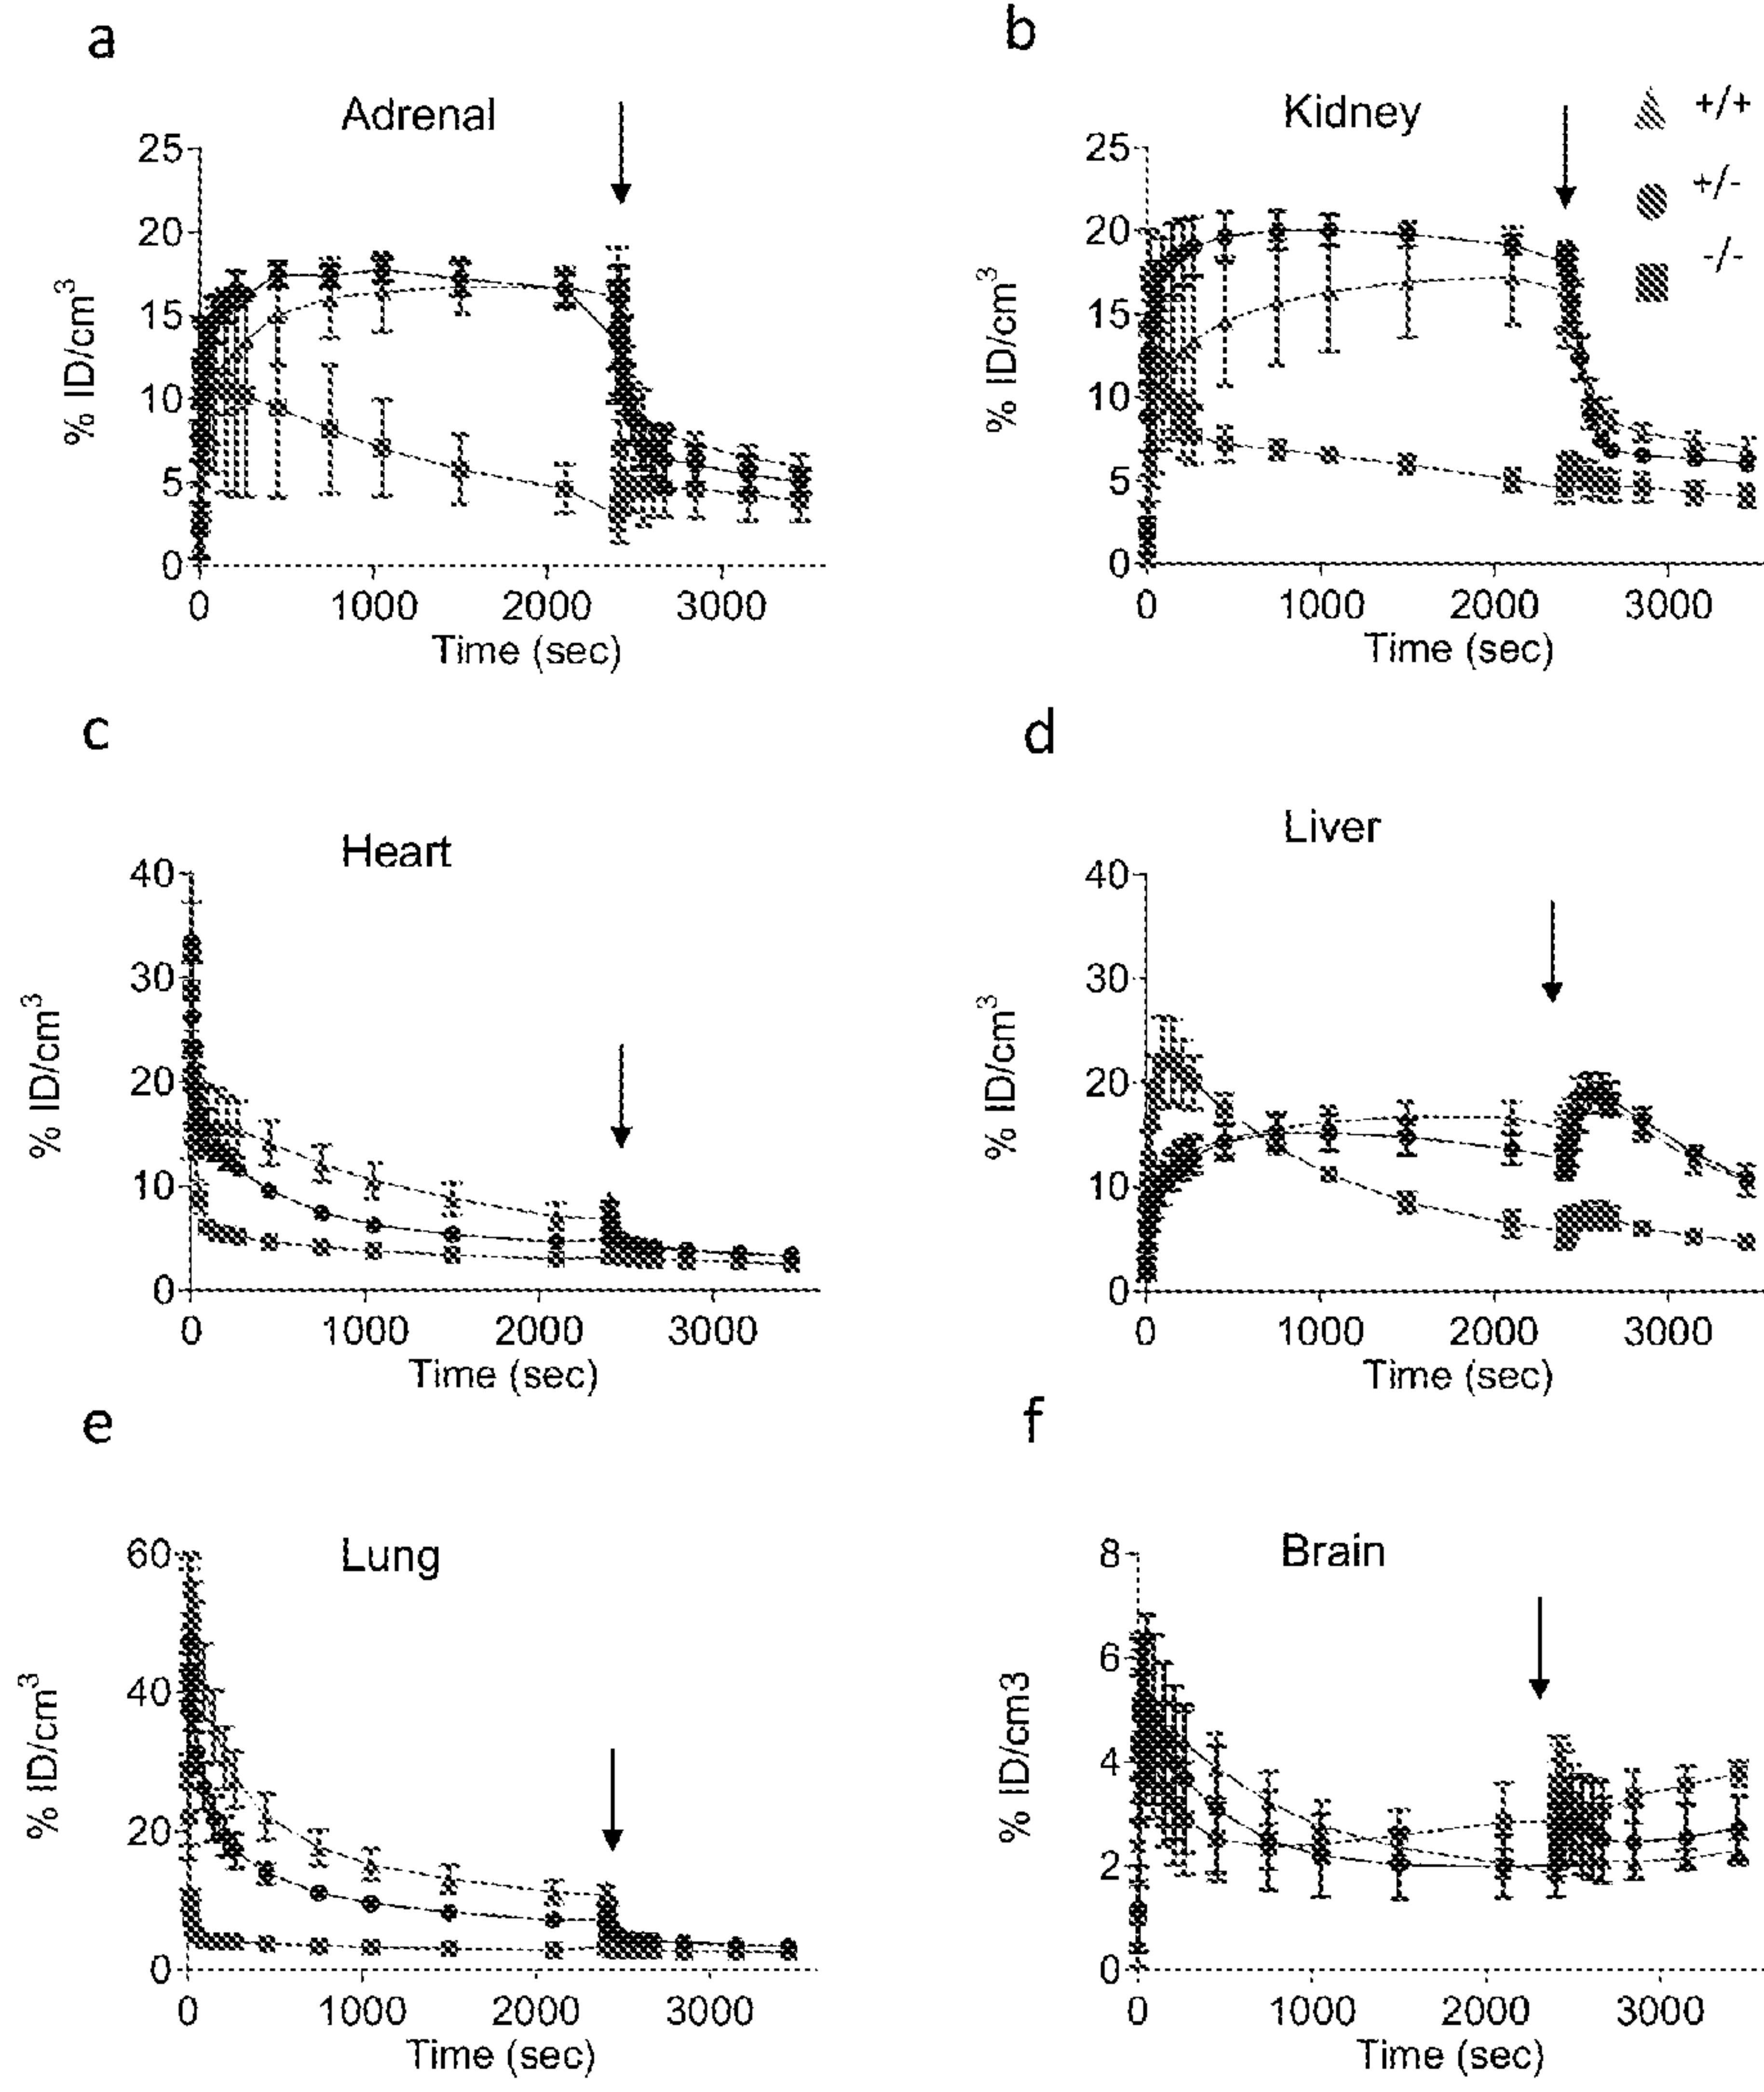 a
Adrenal
% ID/cm³
25
20
15
10
5
0
0 1000 2000 3000
Time (sec)
b
Kidney
+/+
+/-
-/-
% ID/cm³
25
20
15
10
5
0
0 1000 2000 3000
Time (sec)
c
Heart
% ID/cm³
40
30
20
10
0
0 1000 2000 3000
Time (sec)
d
Liver
% ID/cm³
40
30
20
10
0
0 1000 2000 3000
Time (sec)
e
Lung
% ID/cm³
60
40
20
0
0 1000 2000 3000
Time (sec)
f
Brain
% ID/cm3
8
6
4
2
0
0 1000 2000 3000
Time (sec)